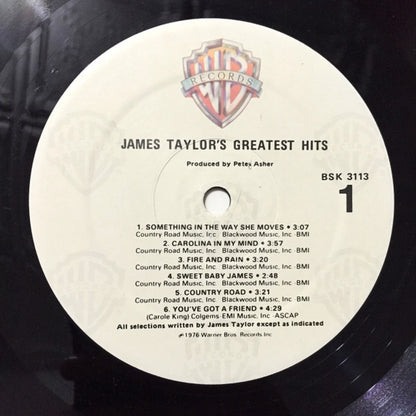 WB
RECORDS
JAMES TAYLOR'S GREATEST HITS
Produced by Peter Asher
BSK 3113
1
1. SOMETHING IN THE WAY SHE MOVES • 3:07
Country Road Music, Inc. Blackwood Music, Inc. BMI
2. CAROLINA IN MY MIND • 3:57
Country Road Music, Inc. Blackwood Music, Inc. BMI
3. FIRE AND RAIN • 3:20
Country Road Music, Inc. Blackwood Music, Inc. BMI
4. SWEET BABY JAMES • 2:48
Country Road Music, Inc. Blackwood Music, Inc. BMI
5. COUNTRY ROAD • 3:21
Country Road Music, Inc. Blackwood Music, Inc. BMI
6. YOU'VE GOT A FRIEND • 4:29
(Carole King) Colgems-EMI Music, Inc. ASCAP
All selections written by James Taylor except as indicated
℗ 1976 Warner Bros. Records Inc.